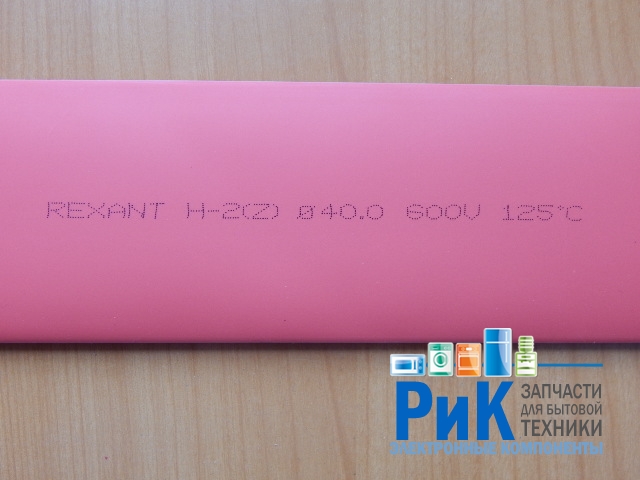 REXANT H-2(Z) Ø40.0 600V 125°C
РиК
ЗАПЧАСТИ
ДЛЯ БЫТОВОЙ
ТЕХНИКИ
ЭЛЕКТРОННЫЕ КОМПОНЕНТЫ